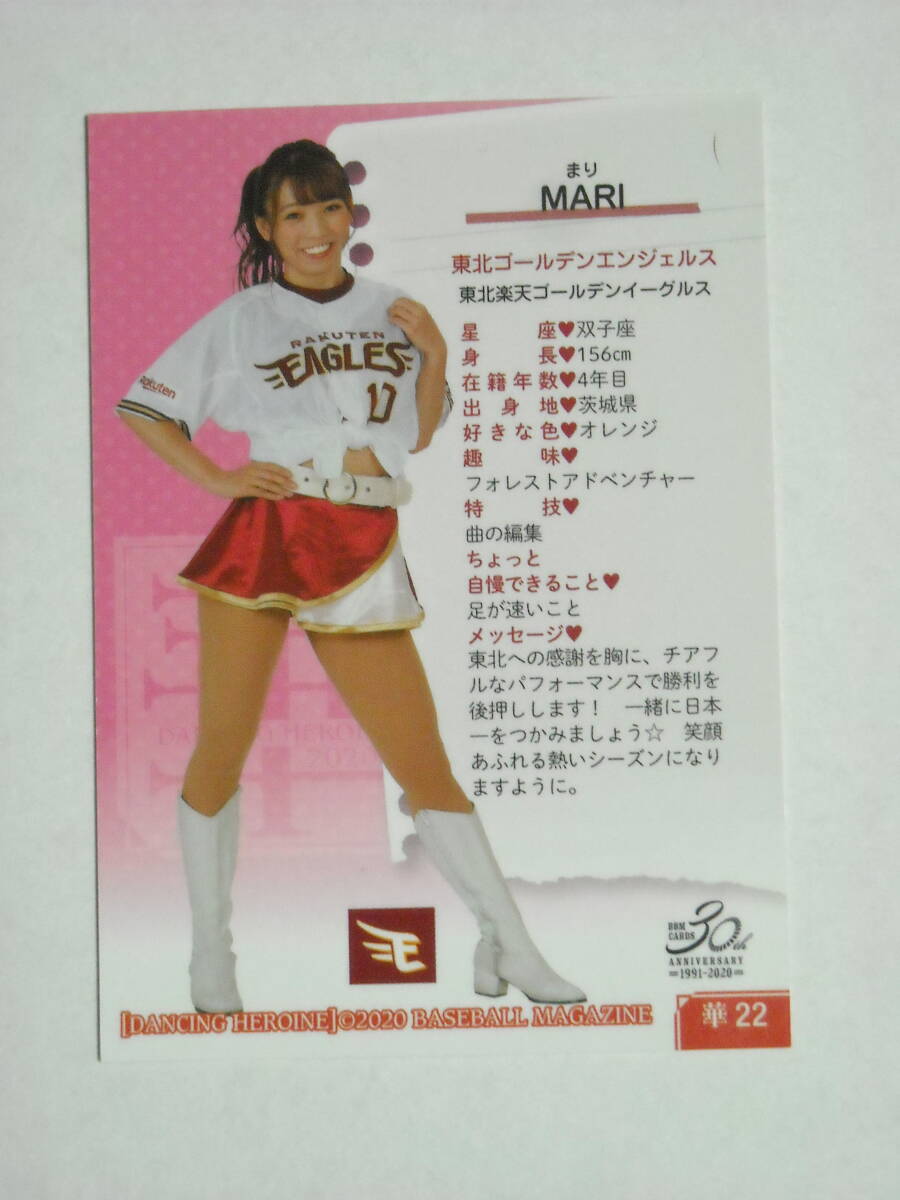 まり
MARI
東北ゴールデンエンジェルス
東北楽天ゴールデンイーグルス
星座♥双子座
身長♥156cm
在籍年数♥4年目
出身地♥茨城県
好きな色♥オレンジ
趣味♥
フォレストアドベンチャー
特技♥
曲の編集
ちょっと
自慢できること♥
足が速いこと
メッセージ♥
東北への感謝を胸に、チアフ
ルなパフォーマンスで勝利を
後押しします！　一緒に日本
一をつかみましょう☆　笑顔
あふれる熱いシーズンになり
ますように。
RAKUTEN
EAGLES
17
Rakuten
E
BBM
CARDS
30th
ANNIVERSARY
1991-2020
[DANCING HEROINE]©2020 BASEBALL MAGAZINE
華 22